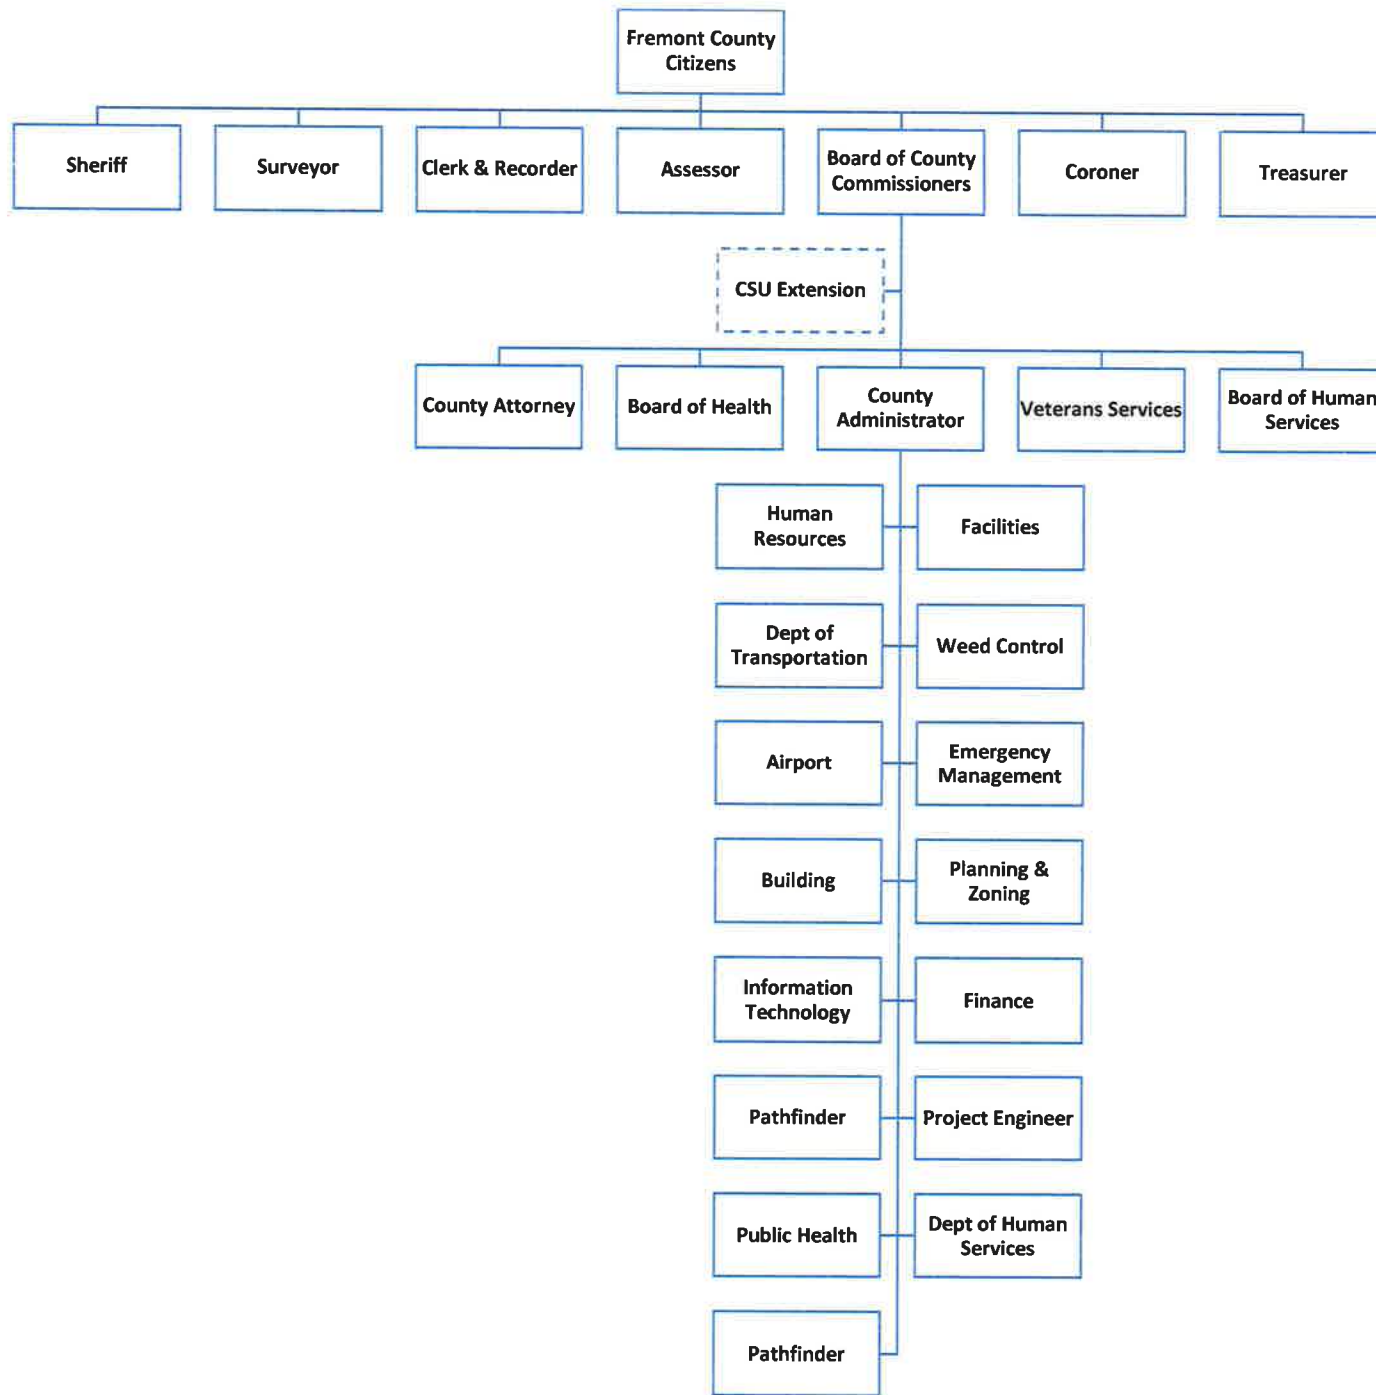 Fremont County
Citizens
Sheriff
Surveyor
Clerk & Recorder
Assessor
Board of County
Commissioners
Coroner
Treasurer
CSU Extension
County Attorney
Board of Health
County
Administrator
Veterans Services
Board of Human
Services
Human
Resources
Facilities
Dept of
Transportation
Weed Control
Airport
Emergency
Management
Building
Planning &
Zoning
Information
Technology
Finance
Pathfinder
Project Engineer
Public Health
Dept of Human
Services
Pathfinder